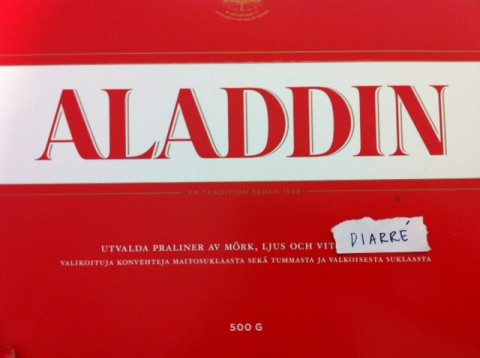 ALADDIN
EN TRADITION SEDAN 1939
UTVALDA PRALINER AV MÖRK, LJUS OCH VIT DIARRÉ
VALIKOITUJA KONVEHTEJA MAITOSUKLAASTA SEKÄ TUMMASTA JA VALKOISESTA SUKLAASTA
500 G